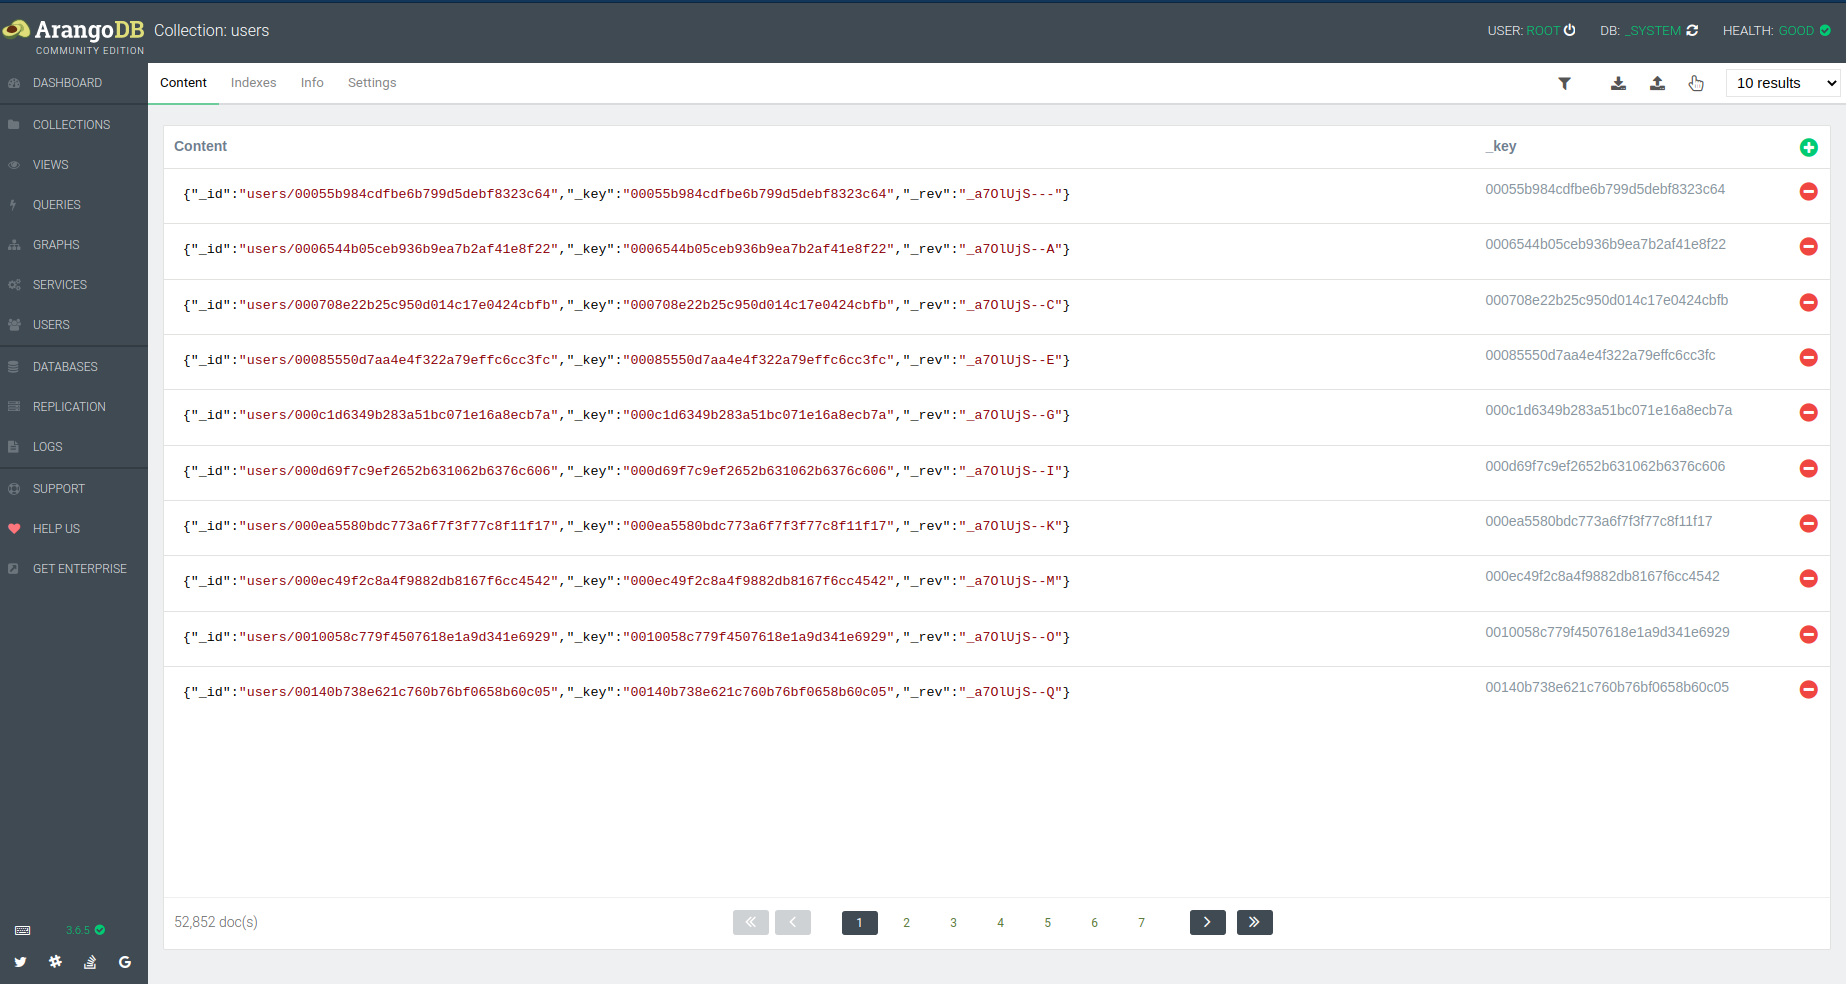 ArangoDB
COMMUNITY EDITION
Collection: users
USER: ROOT
DB: _SYSTEM
HEALTH: GOOD
DASHBOARD
COLLECTIONS
VIEWS
QUERIES
GRAPHS
SERVICES
USERS
DATABASES
REPLICATION
LOGS
SUPPORT
HELP US
GET ENTERPRISE
3.6.5
Content Indexes Info Settings
10 results
Content _key
{"_id":"users/00055b984cdfbe6b799d5debf8323c64","_key":"00055b984cdfbe6b799d5debf8323c64","_rev":"_a7OlUjS---"} 00055b984cdfbe6b799d5debf8323c64
{"_id":"users/0006544b05ceb936b9ea7b2af41e8f22","_key":"0006544b05ceb936b9ea7b2af41e8f22","_rev":"_a7OlUjS--A"} 0006544b05ceb936b9ea7b2af41e8f22
{"_id":"users/000708e22b25c950d014c17e0424cbfb","_key":"000708e22b25c950d014c17e0424cbfb","_rev":"_a7OlUjS--C"} 000708e22b25c950d014c17e0424cbfb
{"_id":"users/00085550d7aa4e4f322a79effc6cc3fc","_key":"00085550d7aa4e4f322a79effc6cc3fc","_rev":"_a7OlUjS--E"} 00085550d7aa4e4f322a79effc6cc3fc
{"_id":"users/000c1d6349b283a51bc071e16a8ecb7a","_key":"000c1d6349b283a51bc071e16a8ecb7a","_rev":"_a7OlUjS--G"} 000c1d6349b283a51bc071e16a8ecb7a
{"_id":"users/000d69f7c9ef2652b631062b6376c606","_key":"000d69f7c9ef2652b631062b6376c606","_rev":"_a7OlUjS--I"} 000d69f7c9ef2652b631062b6376c606
{"_id":"users/000ea5580bdc773a6f7f3f77c8f11f17","_key":"000ea5580bdc773a6f7f3f77c8f11f17","_rev":"_a7OlUjS--K"} 000ea5580bdc773a6f7f3f77c8f11f17
{"_id":"users/000ec49f2c8a4f9882db8167f6cc4542","_key":"000ec49f2c8a4f9882db8167f6cc4542","_rev":"_a7OlUjS--M"} 000ec49f2c8a4f9882db8167f6cc4542
{"_id":"users/0010058c779f4507618e1a9d341e6929","_key":"0010058c779f4507618e1a9d341e6929","_rev":"_a7OlUjS--O"} 0010058c779f4507618e1a9d341e6929
{"_id":"users/00140b738e621c760b76bf0658b60c05","_key":"00140b738e621c760b76bf0658b60c05","_rev":"_a7OlUjS--Q"} 00140b738e621c760b76bf0658b60c05
52,852 doc(s) 1 2 3 4 5 6 7